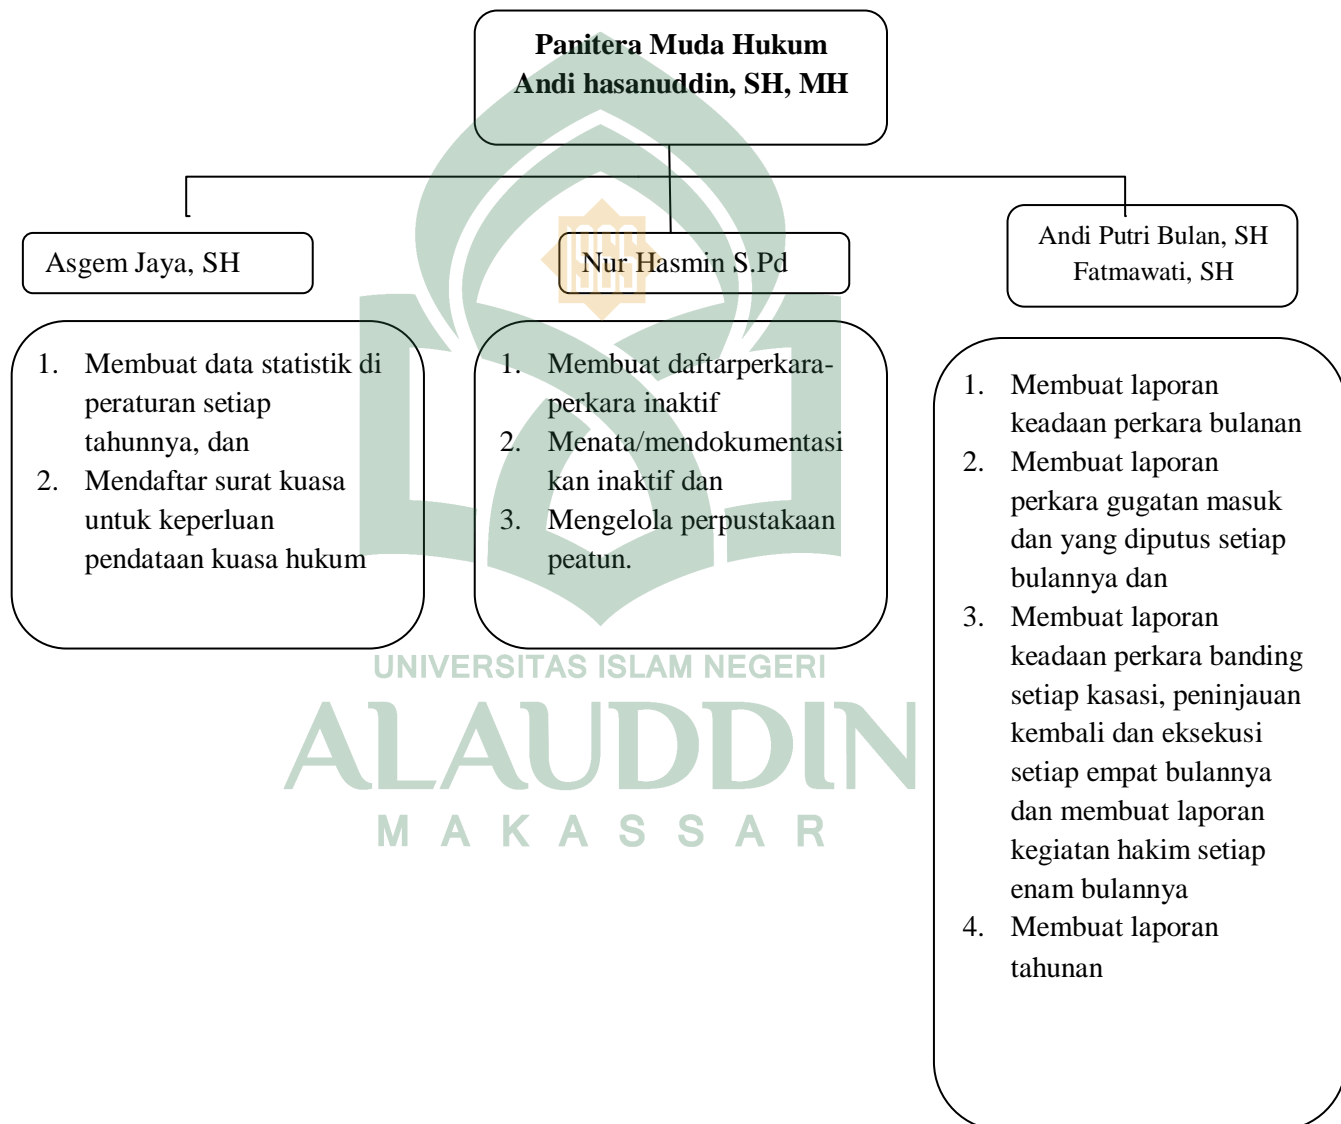 Panitera Muda Hukum
Andi hasanuddin, SH, MH
Asgem Jaya, SH
Nur Hasmin S.Pd
Andi Putri Bulan, SH
Fatmawati, SH
1. Membuat data statistik di
peraturan setiap
tahunnya, dan
2. Mendaftar surat kuasa
untuk keperluan
pendataan kuasa hukum
1. Membuat daftarperkara-
perkara inaktif
2. Menata/mendokumentasi
kan inaktif dan
3. Mengelola perpustakaan
peatun.
1. Membuat laporan
keadaan perkara bulanan
2. Membuat laporan
perkara gugatan masuk
dan yang diputus setiap
bulannya dan
3. Membuat laporan
keadaan perkara banding
setiap kasasi, peninjauan
kembali dan eksekusi
setiap empat bulannya
dan membuat laporan
kegiatan hakim setiap
enam bulannya
4. Membuat laporan
tahunan
UNIVERSITAS ISLAM NEGERI
ALAUDDIN
MAKASSAR